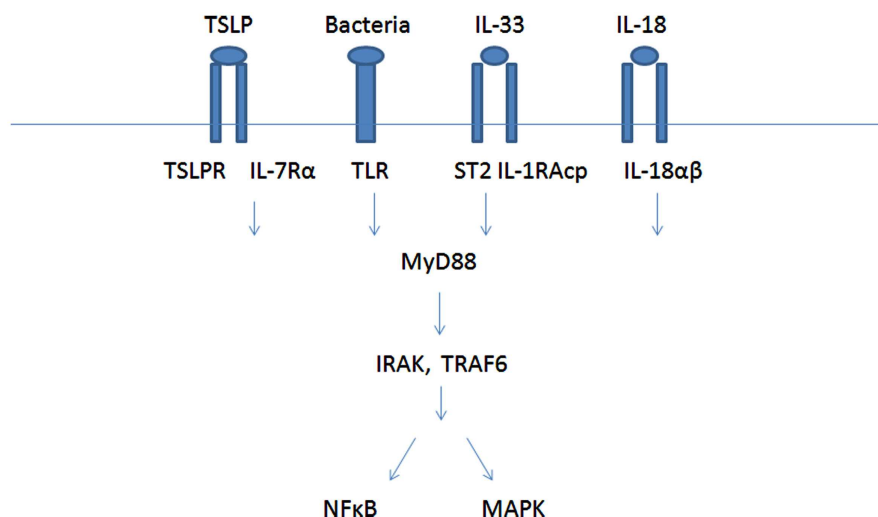 TSLP Bacteria IL-33 IL-18
TSLPR IL-7Rα TLR ST2 IL-1RAcp IL-18αβ
MyD88
IRAK, TRAF6
NFκB MAPK